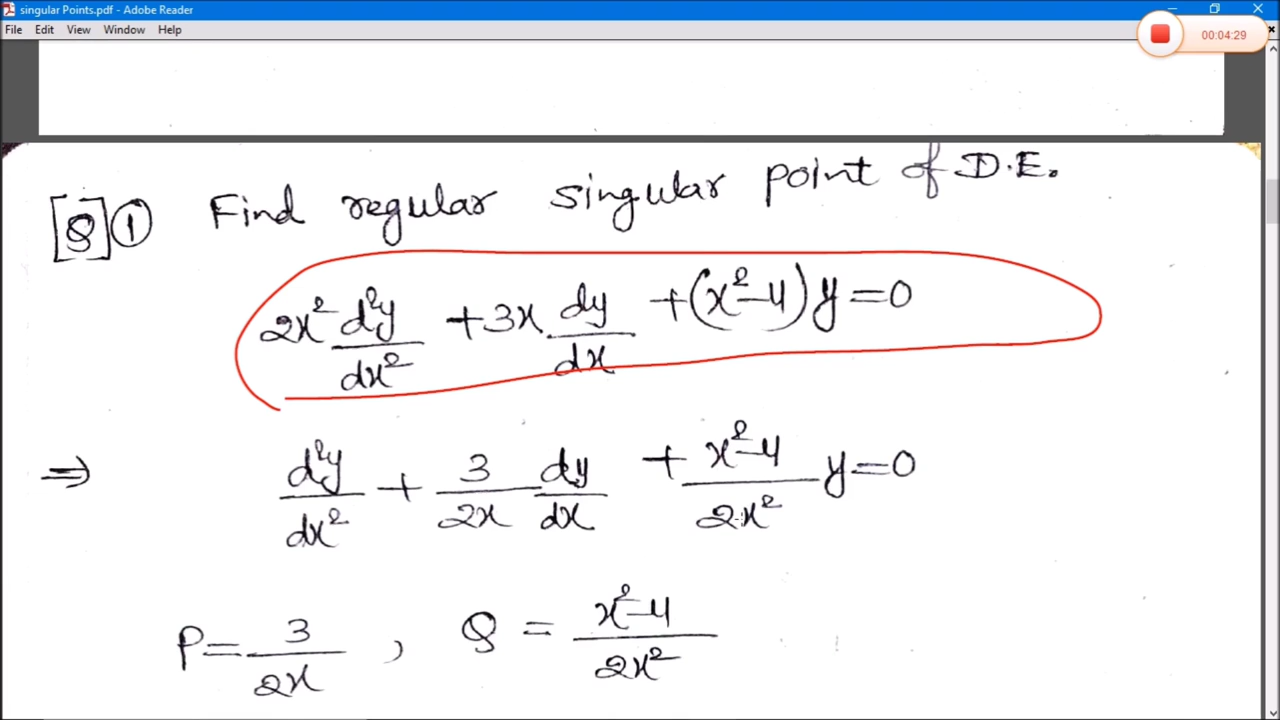 singular Points.pdf - Adobe Reader
File Edit View Window Help
00:04:29
[Q] ① Find regular singular point of D.E.
2x² d²y/dx² + 3x dy/dx + (x²-4) y = 0
⇒ d²y/dx² + 3/2x dy/dx + x²-4/2x² y = 0
P = 3/2x , Q = x²-4/2x²